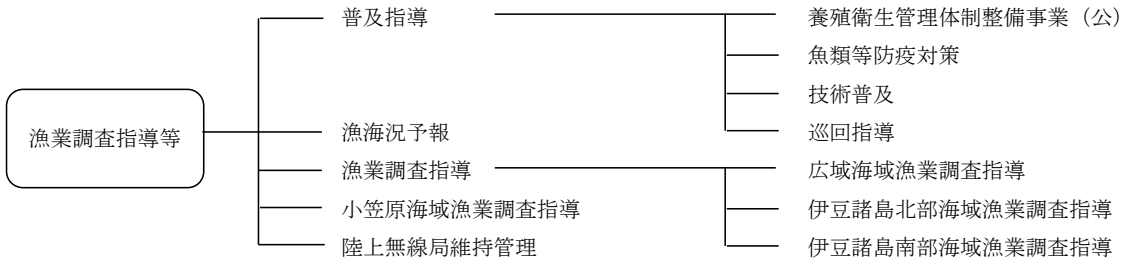 普及指導
養殖衛生管理体制整備事業（公）
魚類等防疫対策
技術普及
漁業調査指導等
漁海況予報
巡回指導
漁業調査指導
広域海域漁業調査指導
小笠原海域漁業調査指導
伊豆諸島北部海域漁業調査指導
陸上無線局維持管理
伊豆諸島南部海域漁業調査指導